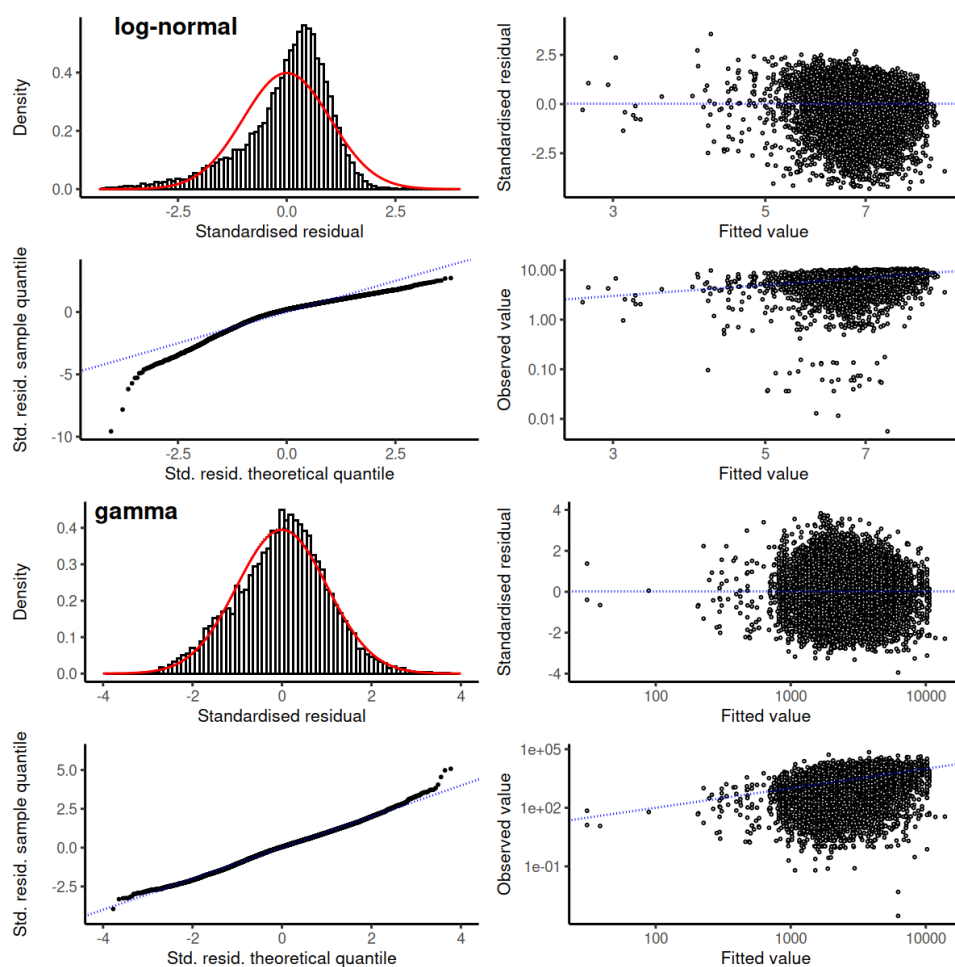 log-normal
Density
0.4
0.2
0.0
-2.5
0.0
2.5
Standardised residual
Standardised residual
2.5
0.0
-2.5
3
5
7
Fitted value
Std. resid. sample quantile
0
-5
-10
-2.5
0.0
2.5
Std. resid. theoretical quantile
Observed value
10.00
1.00
0.10
0.01
3
5
7
Fitted value
gamma
Density
0.4
0.3
0.2
0.1
0.0
-4
-2
0
2
4
Standardised residual
Standardised residual
4
2
0
-2
-4
100
1000
10000
Fitted value
Std. resid. sample quantile
5.0
2.5
0.0
-2.5
-4
-2
0
2
4
Std. resid. theoretical quantile
Observed value
1e+05
1e+02
1e-01
100
1000
10000
Fitted value